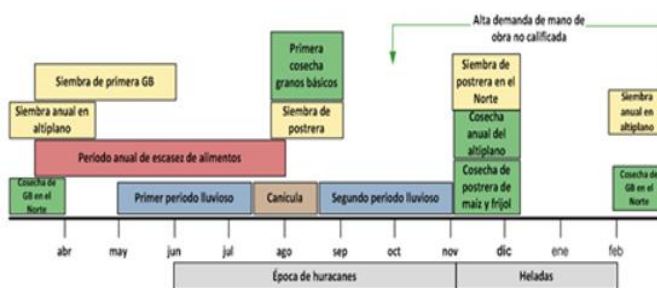 Alta demanda de mano de
obra no calificada
Siembra de primera GB
Primera
cosecha
granos básicos
Siembra de
postrera en el
Norte
Siembra anual en
altiplano
Siembra de
postrera
Siembra
anual en
altiplano
Cosecha
anual del
altiplano
Periodo anual de escasez de alimentos
Cosecha de
GB en el
Norte
Primer periodo lluvioso
Canícula
Segundo periodo lluvioso
Cosecha de
postrera de
maíz y frijol
Cosecha de
GB en el
Norte
abr may jun jul ago sep oct nov dic ene feb
Época de huracanes
Heladas